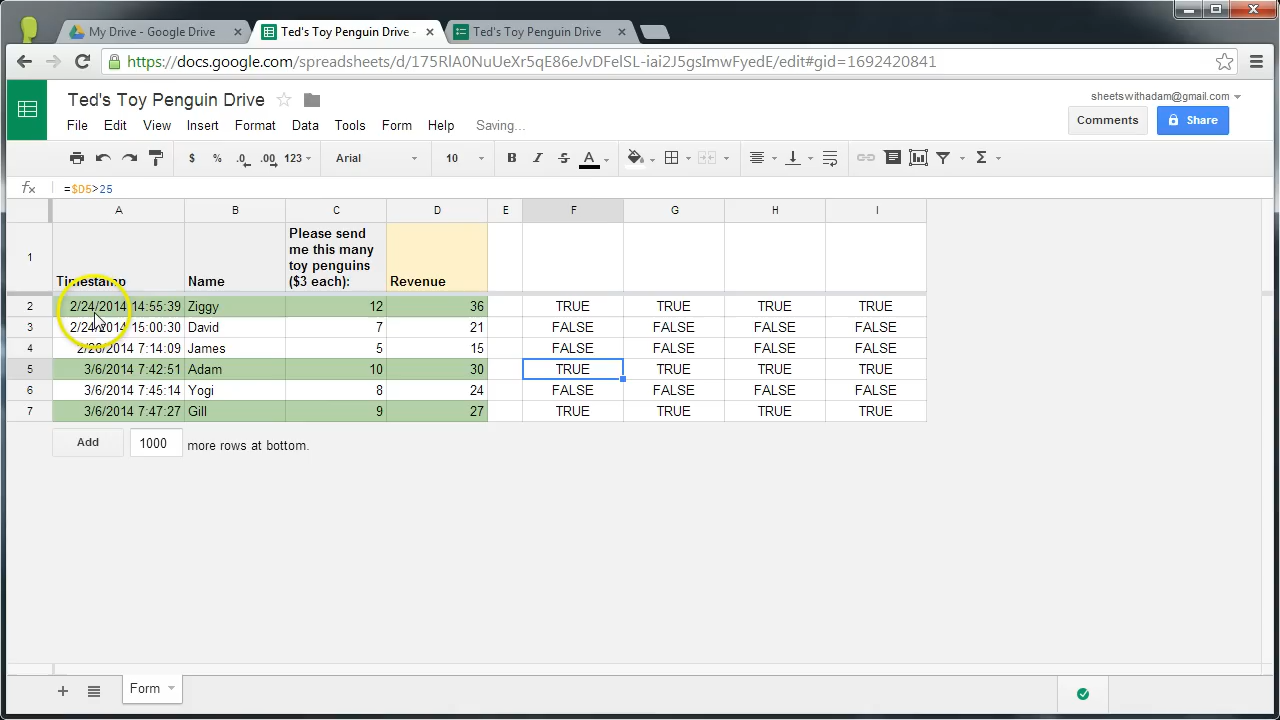 My Drive - Google Drive
Ted's Toy Penguin Drive -
Ted's Toy Penguin Drive
https://docs.google.com/spreadsheets/d/175RlA0NuUeXr5qE86eJvDFelSL-iai2J5gsImwFyedE/edit#gid=1692420841
Ted's Toy Penguin Drive
sheetswithadam@gmail.com
File Edit View Insert Format Data Tools Form Help Saving...
Comments Share
$ % .0 .00 123 Arial 10 B I S A Σ
fx =$D5>25
A B C D E F G H I
1 Timestamp Name Please send me this many toy penguins ($3 each): Revenue
2 2/24/2014 14:55:39 Ziggy 12 36 TRUE TRUE TRUE TRUE
3 2/24/2014 15:00:30 David 7 21 FALSE FALSE FALSE FALSE
4 7:14:09 James 5 15 FALSE FALSE FALSE FALSE
5 3/6/2014 7:42:51 Adam 10 30 TRUE TRUE TRUE TRUE
6 3/6/2014 7:45:14 Yogi 8 24 FALSE FALSE FALSE FALSE
7 3/6/2014 7:47:27 Gill 9 27 TRUE TRUE TRUE TRUE
Add 1000 more rows at bottom.
Form